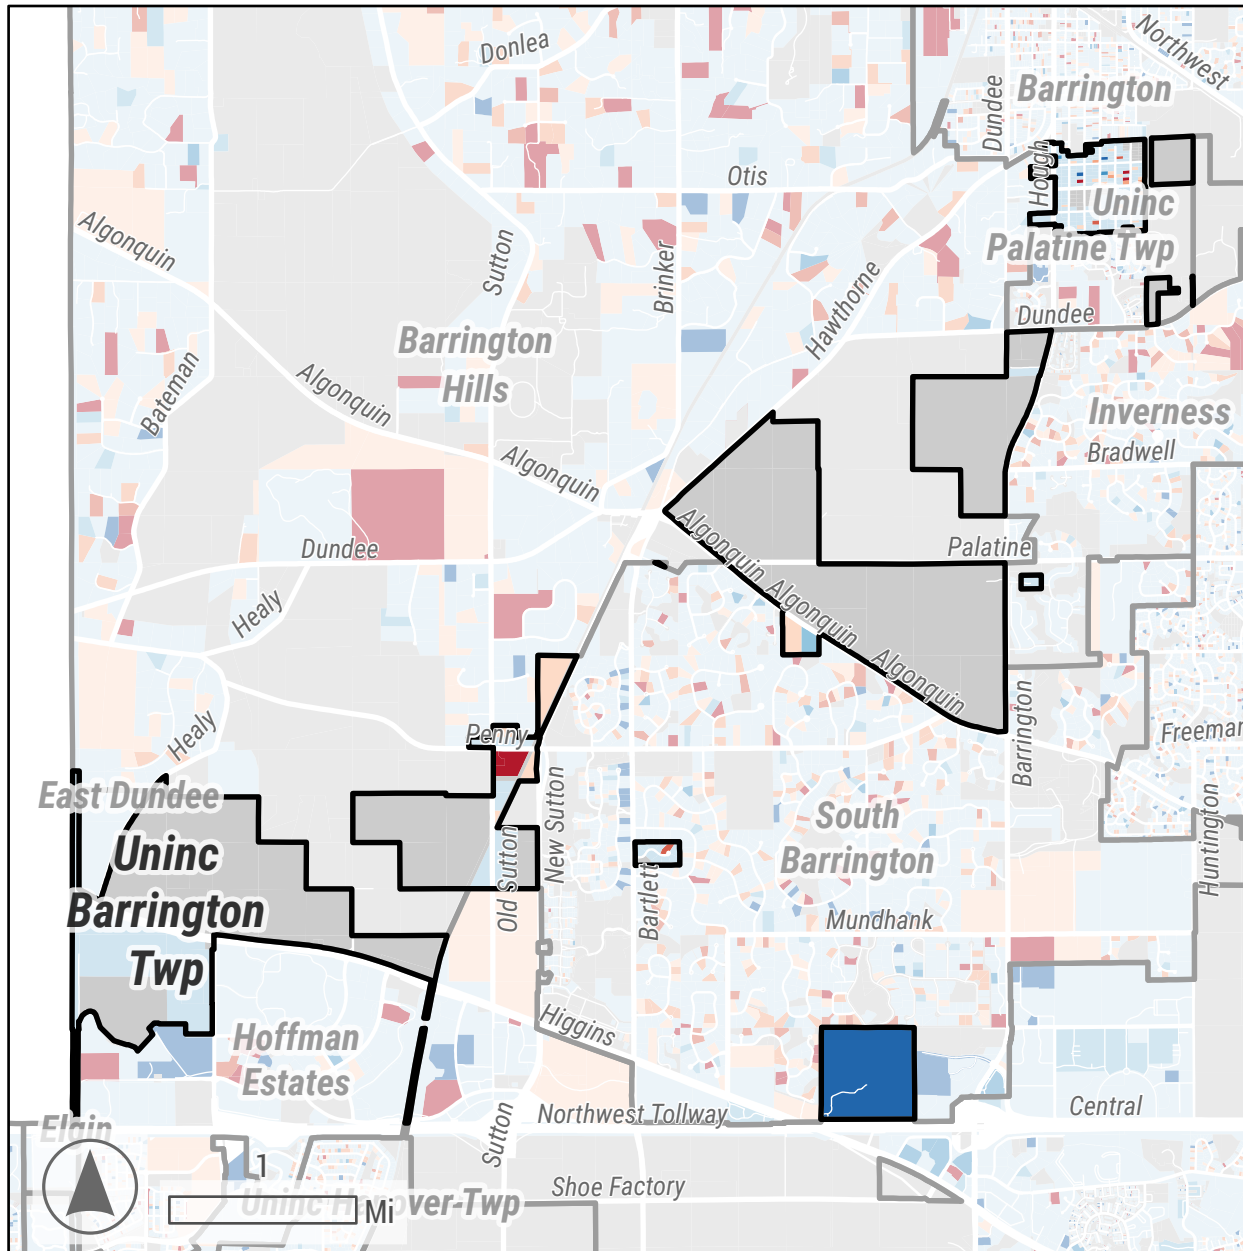 Donlea
Northwest
Barrington
Dundee
Otis
Hough
Uninc
Palatine Twp
Algonquin
Sutton
Brinker
Hawthorne
Dundee
Barrington
Hills
Bateman
Algonquin
Inverness
Bradwell
Algonquin
Dundee
Algonquin
Palatine
Healy
Algonquin
Algonquin
Healy
Penny
Barrington
Freeman
East Dundee
New Sutton
Huntington
Uninc
Barrington
Twp
South
Barrington
Old Sutton
Bartlett
Mundhank
Hoffman
Estates
Higgins
Northwest Tollway
Central
Elgin
Sutton
1
Mi
Shoe Factory
Uninc Hanover-Twp